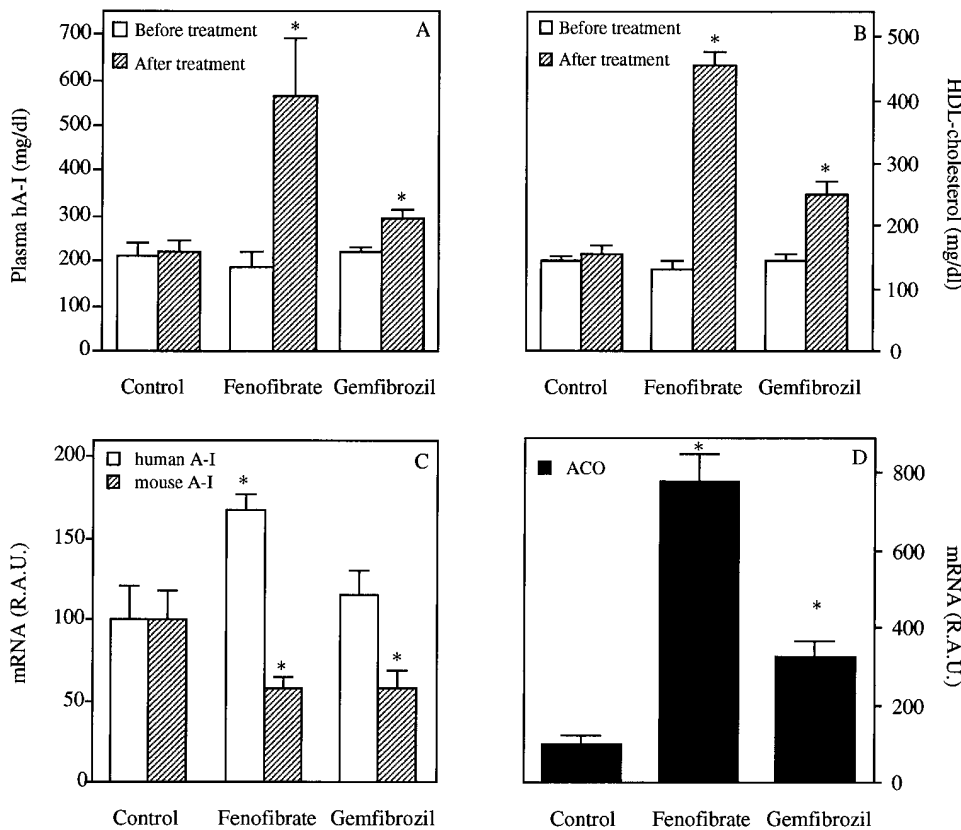 A
Before treatment
After treatment
Plasma hA-I (mg/dl)
700
600
500
400
300
200
100
0
*
*
Control Fenofibrate Gemfibrozil
B
Before treatment
After treatment
HDL-cholesterol (mg/dl)
500
400
300
200
100
0
*
*
Control Fenofibrate Gemfibrozil
C
human A-I
mouse A-I
mRNA (R.A.U.)
200
150
100
50
0
*
*
*
Control Fenofibrate Gemfibrozil
D
ACO
mRNA (R.A.U.)
800
600
400
200
0
*
*
Control Fenofibrate Gemfibrozil